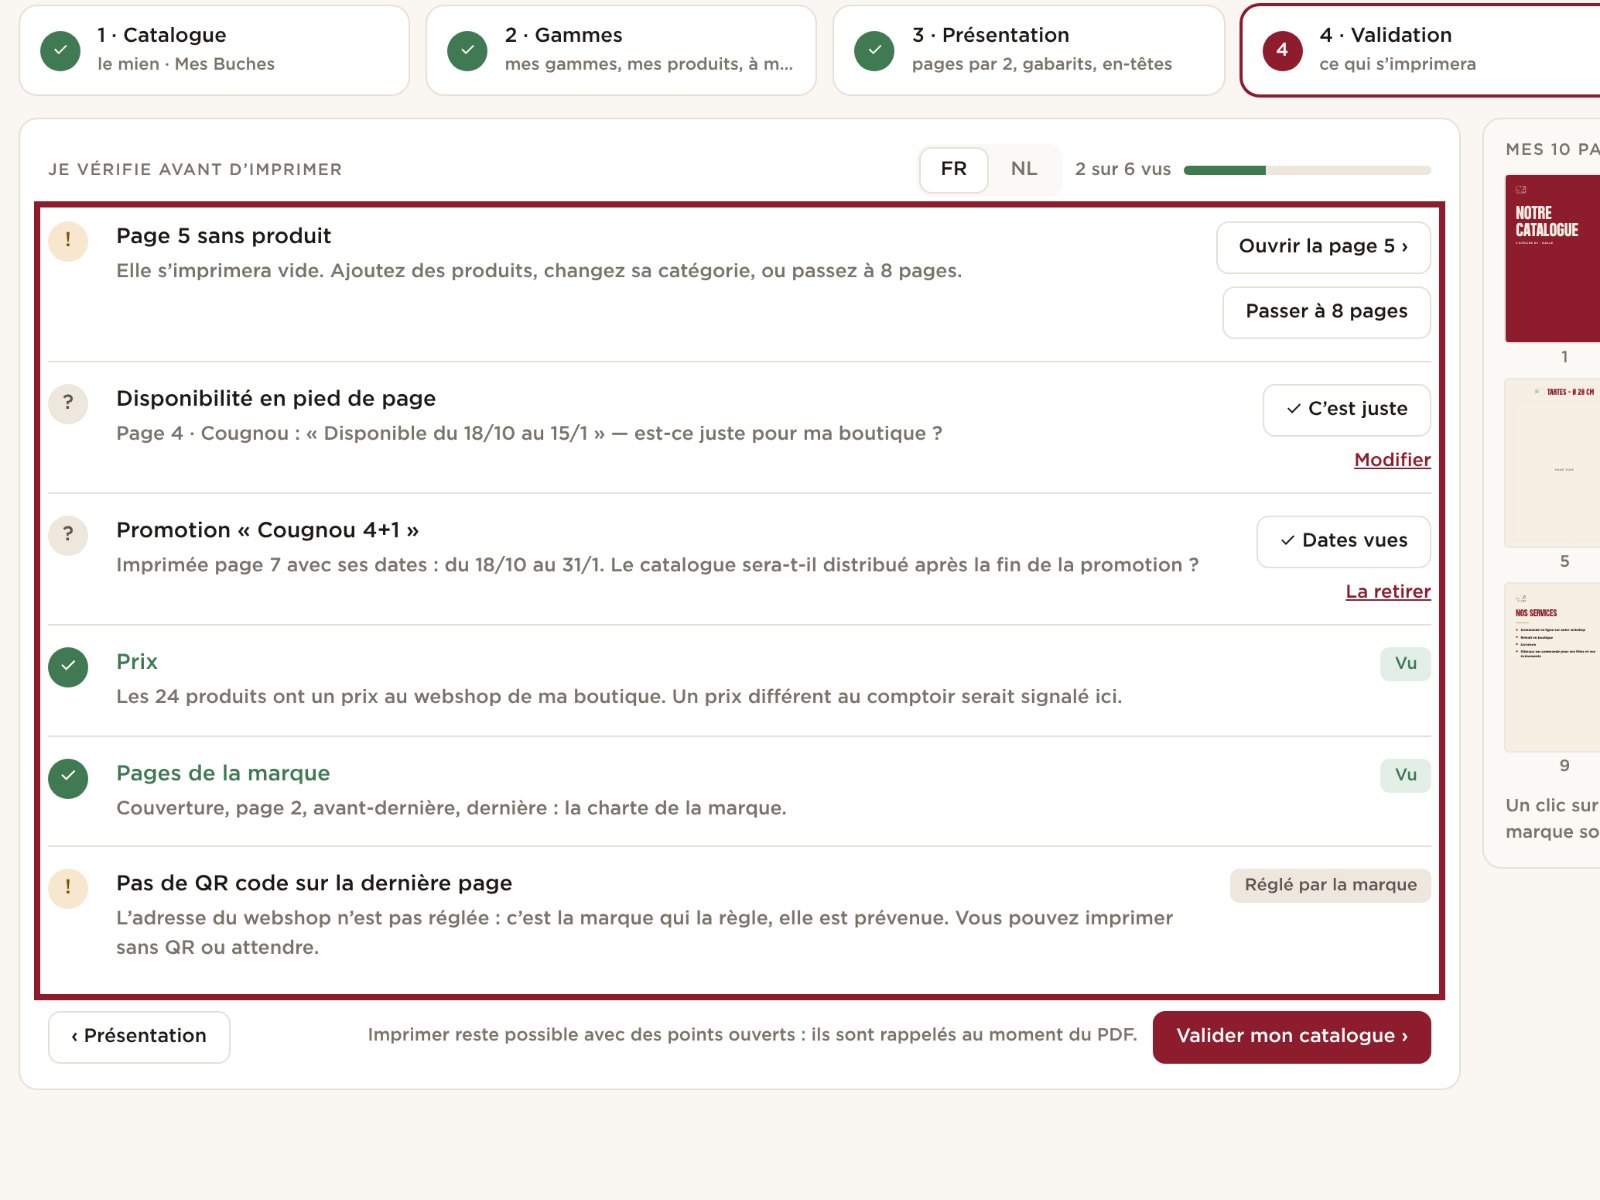 1 · Catalogue
le mien · Mes Buches
2 · Gammes
mes gammes, mes produits, à m...
3 · Présentation
pages par 2, gabarits, en-têtes
4
4 · Validation
ce qui s’imprimera
JE VÉRIFIE AVANT D’IMPRIMER
FR
NL
2 sur 6 vus
!
Page 5 sans produit
Elle s’imprimera vide. Ajoutez des produits, changez sa catégorie, ou passez à 8 pages.
Ouvrir la page 5 ›
Passer à 8 pages
?
Disponibilité en pied de page
Page 4 · Cougnou : « Disponible du 18/10 au 15/1 » — est-ce juste pour ma boutique ?
✓ C’est juste
Modifier
?
Promotion « Cougnou 4+1 »
Imprimée page 7 avec ses dates : du 18/10 au 31/1. Le catalogue sera-t-il distribué après la fin de la promotion ?
✓ Dates vues
La retirer
Prix
Les 24 produits ont un prix au webshop de ma boutique. Un prix différent au comptoir serait signalé ici.
Vu
Pages de la marque
Couverture, page 2, avant-dernière, dernière : la charte de la marque.
Vu
!
Pas de QR code sur la dernière page
L’adresse du webshop n’est pas réglée : c’est la marque qui la règle, elle est prévenue. Vous pouvez imprimer
sans QR ou attendre.
Réglé par la marque
‹ Présentation
Imprimer reste possible avec des points ouverts : ils sont rappelés au moment du PDF.
Valider mon catalogue ›
MES 10 PA
NOTRE
CATALOGUE
1
TARTES - Ø 28 CM
5
NOS SERVICES
9
Un clic sur
marque so